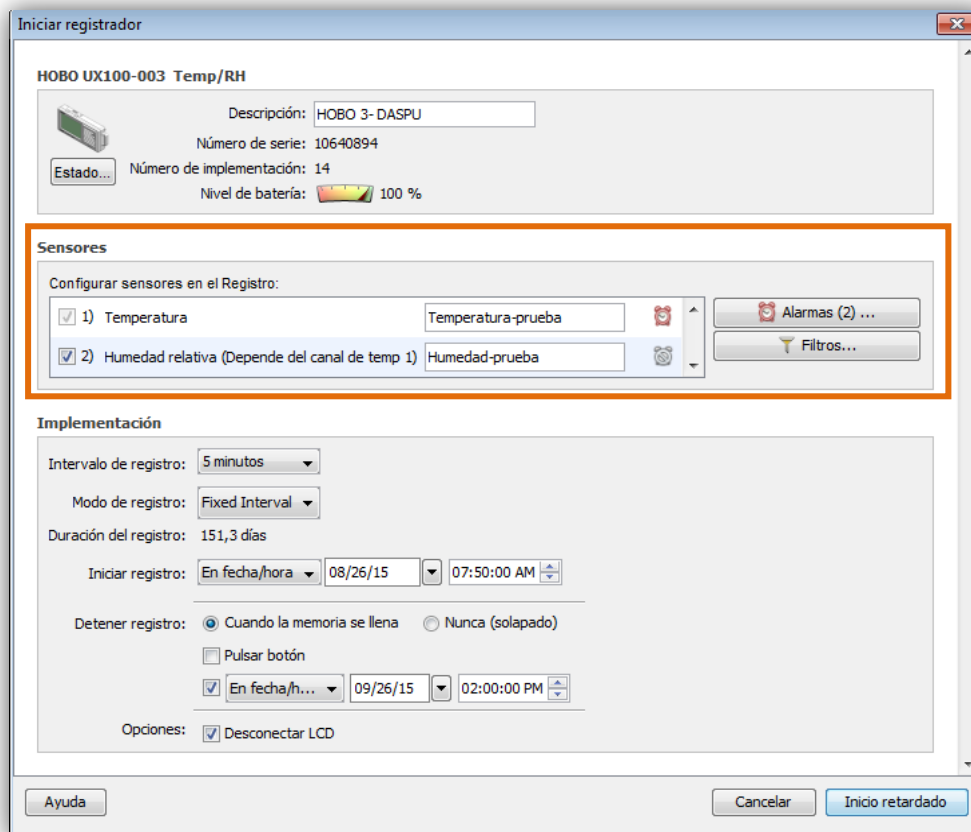 Iniciar registrador
HOBO UX100-003 Temp/RH
Descripción: HOBO 3- DASPU
Número de serie: 10640894
Estado... Número de implementación: 14
Nivel de batería: 100 %
Sensores
Configurar sensores en el Registro:
1) Temperatura Temperatura-prueba Alarmas (2) ...
2) Humedad relativa (Depende del canal de temp 1) Humedad-prueba Filtros...
Implementación
Intervalo de registro: 5 minutos
Modo de registro: Fixed Interval
Duración del registro: 151,3 días
Iniciar registro: En fecha/hora 08/26/15 07:50:00 AM
Detener registro: Cuando la memoria se llena Nunca (solapado)
Pulsar botón
En fecha/h... 09/26/15 02:00:00 PM
Opciones: Desconectar LCD
Ayuda Cancelar Inicio retardado